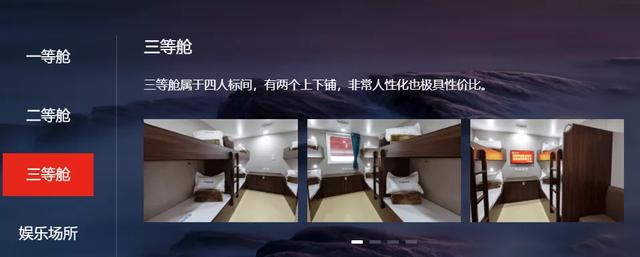 三等舱
一等舱
三等舱属于四人标间，有两个上下铺，非常人性化也极具性价比。
二等舱
三等舱
娱乐场所